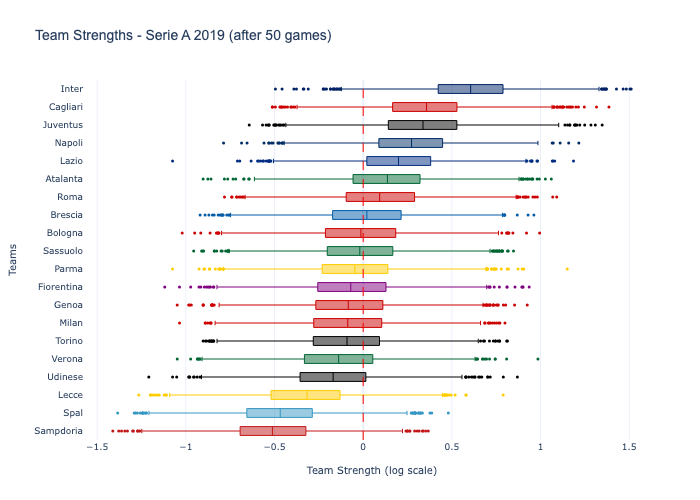 Team Strengths - Serie A 2019 (after 50 games)
Teams
Inter
Cagliari
Juventus
Napoli
Lazio
Atalanta
Roma
Brescia
Bologna
Sassuolo
Parma
Fiorentina
Genoa
Milan
Torino
Verona
Udinese
Lecce
Spal
Sampdoria
−1.5 −1 −0.5 0 0.5 1 1.5
Team Strength (log scale)